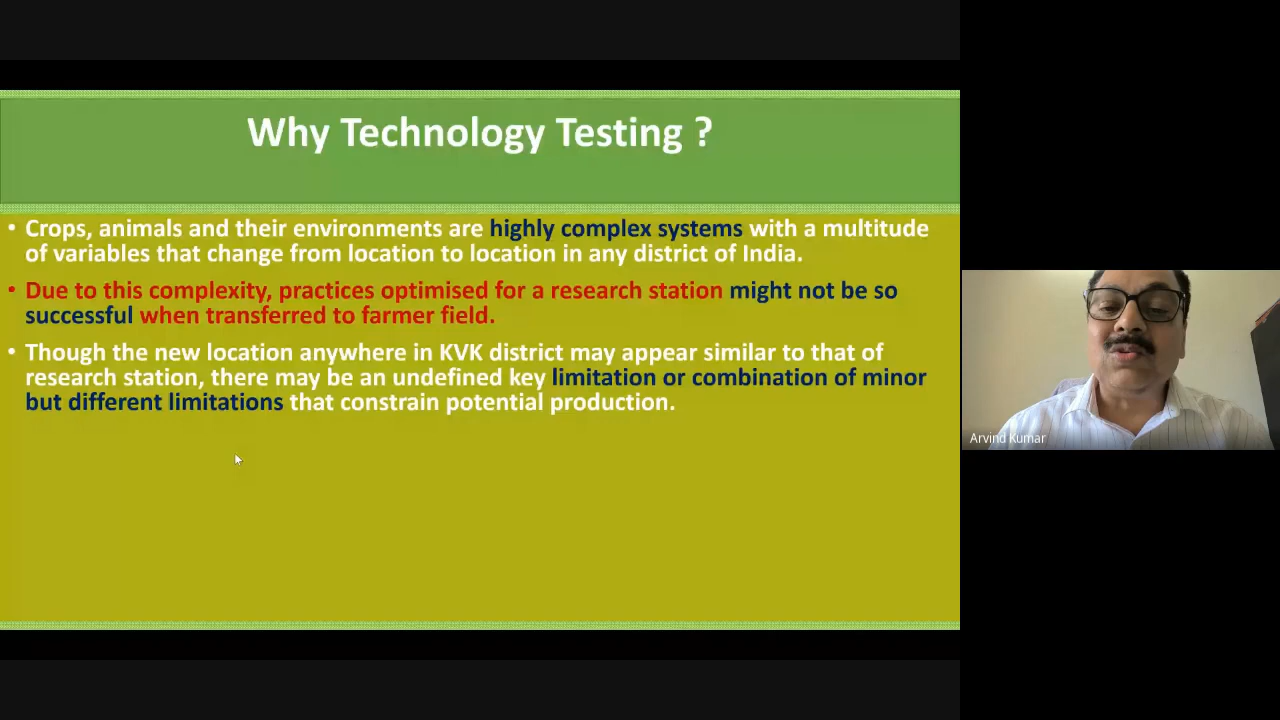 Why Technology Testing ?
• Crops, animals and their environments are highly complex systems with a multitude
of variables that change from location to location in any district of India.
• Due to this complexity, practices optimised for a research station might not be so
successful when transferred to farmer field.
• Though the new location anywhere in KVK district may appear similar to that of
research station, there may be an undefined key limitation or combination of minor
but different limitations that constrain potential production.
Arvind Kumar